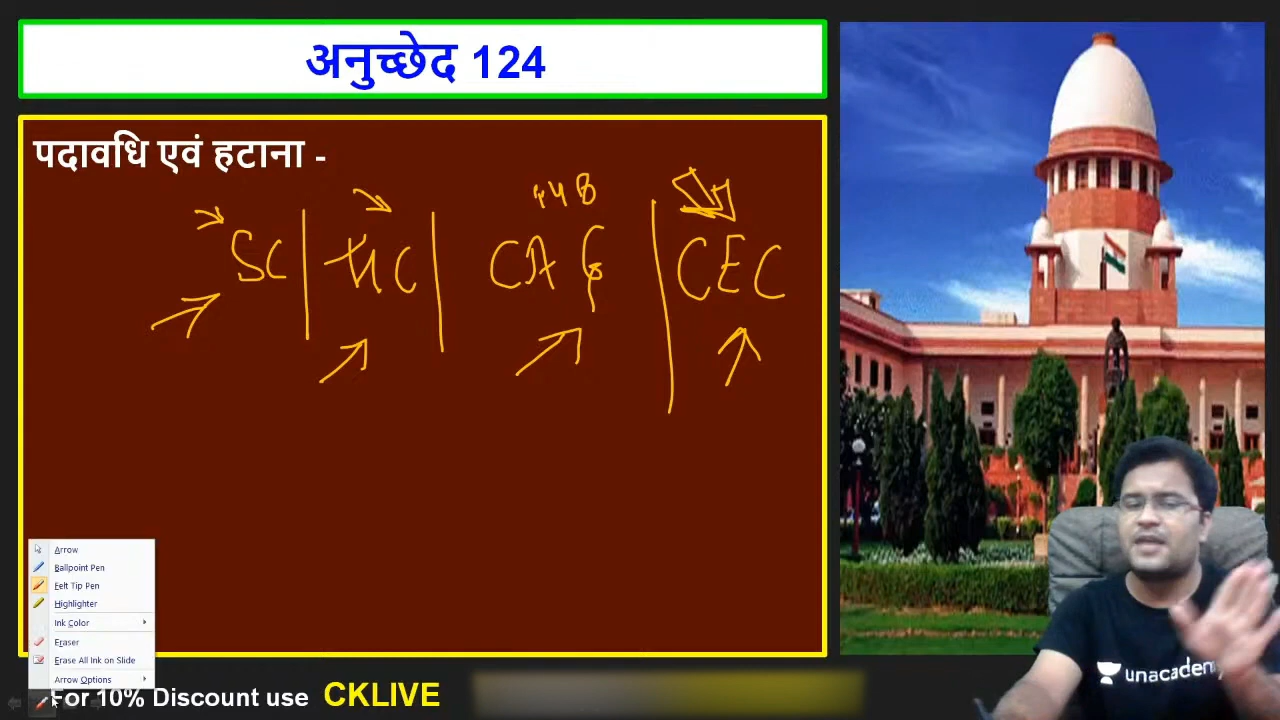 अनुच्छेद 124
पदावधि एवं हटाना -
148
SC | HC | CAG | CEC
Arrow
Ballpoint Pen
Felt Tip Pen
Highlighter
Ink Color
Eraser
Erase All Ink on Slide
Arrow Options
For 10% Discount use CKLIVE
unacademy